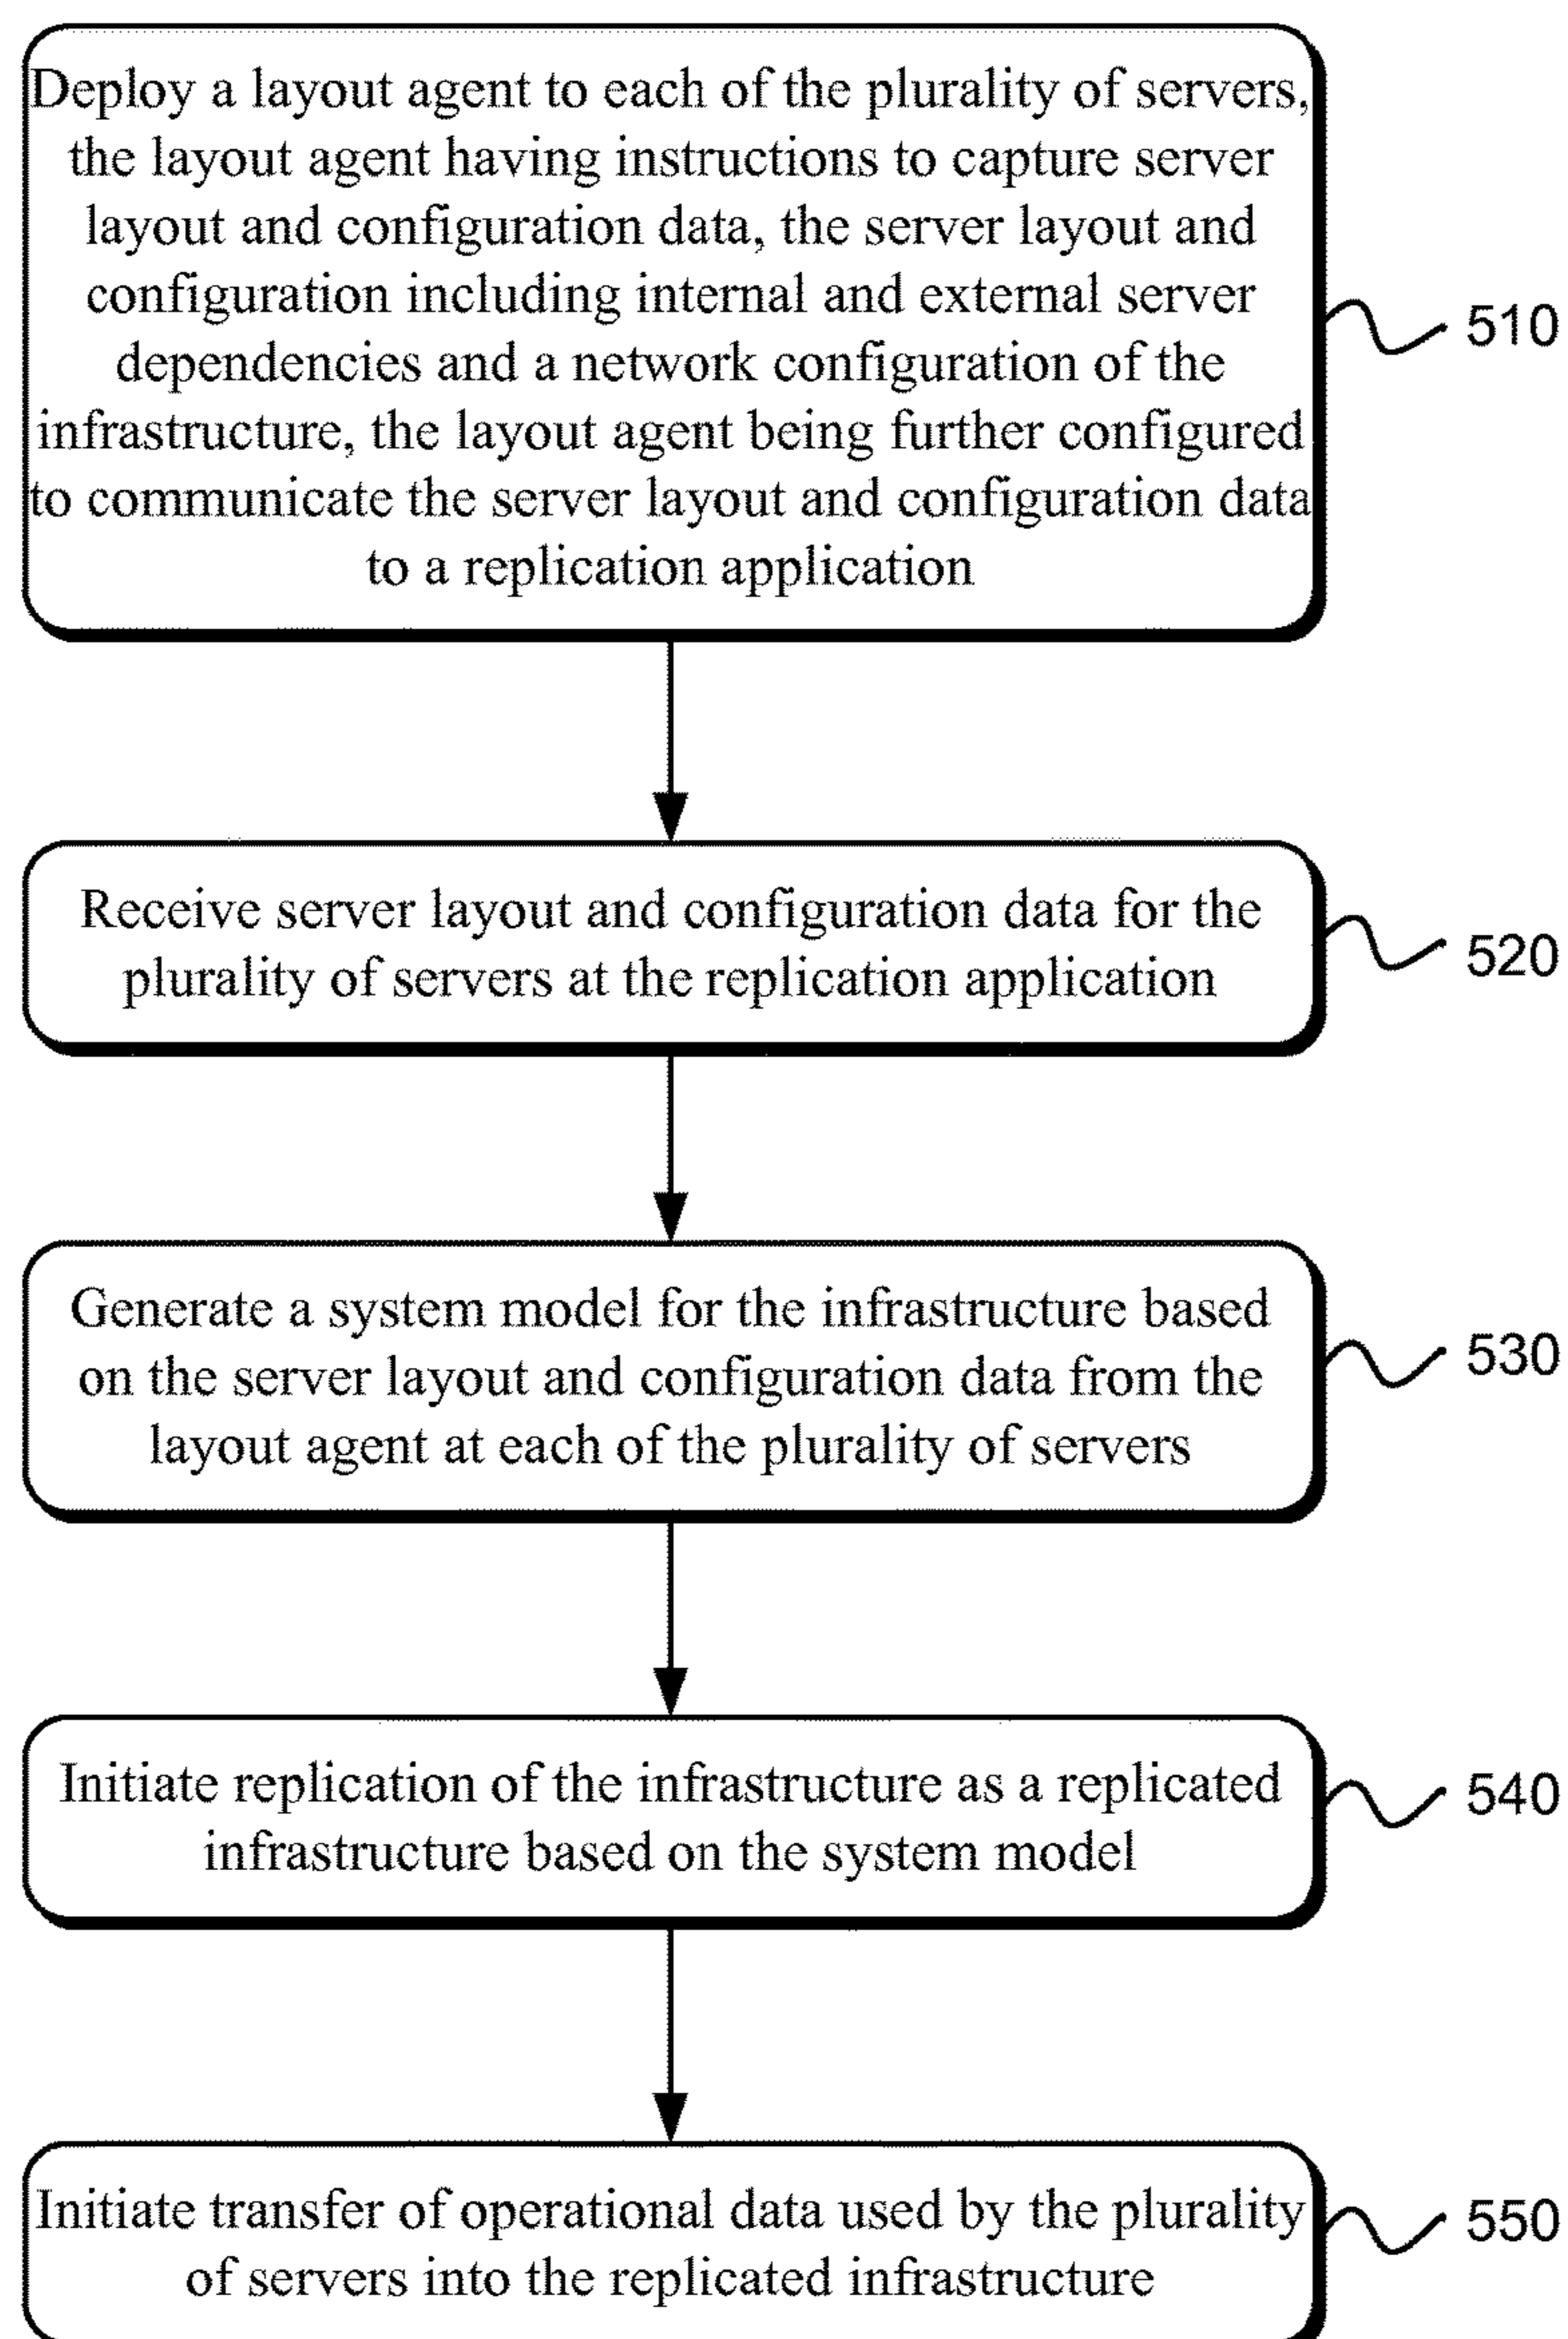 Deploy a layout agent to each of the plurality of servers,
the layout agent having instructions to capture server
layout and configuration data, the server layout and
configuration including internal and external server
dependencies and a network configuration of the
infrastructure, the layout agent being further configured
to communicate the server layout and configuration data
to a replication application
510
Receive server layout and configuration data for the
plurality of servers at the replication application
520
Generate a system model for the infrastructure based
on the server layout and configuration data from the
layout agent at each of the plurality of servers
530
Initiate replication of the infrastructure as a replicated
infrastructure based on the system model
540
Initiate transfer of operational data used by the plurality
of servers into the replicated infrastructure
550